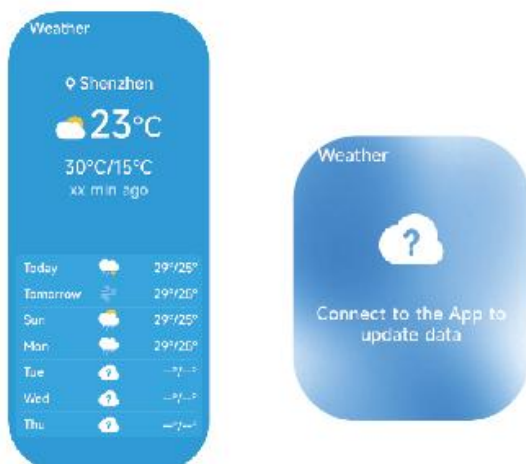 Weather
Shenzhen
23°C
30°C/15°C
xx min ago
Today 29°/25°
Tomorrow 29°/25°
Sun 29°/25°
Mon 29°/25°
Tue --°/--°
Wed --°/--°
Thu --°/--°
Weather
?
Connect to the App to
update data